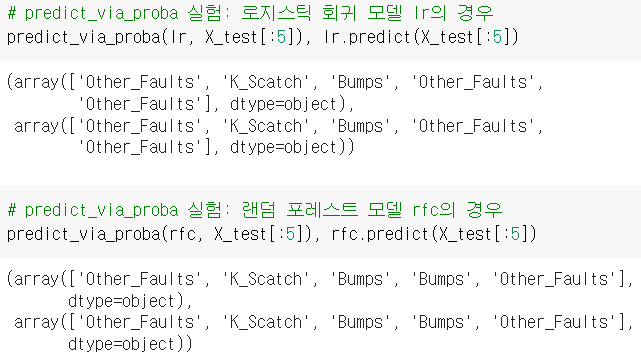 # predict_via_proba 실험: 로지스틱 회귀 모델 lr의 경우
predict_via_proba(lr, X_test[:5]), lr.predict(X_test[:5])
(array(['Other_Faults', 'K_Scatch', 'Bumps', 'Other_Faults',
'Other_Faults'], dtype=object),
array(['Other_Faults', 'K_Scatch', 'Bumps', 'Other_Faults',
'Other_Faults'], dtype=object))
# predict_via_proba 실험: 랜덤 포레스트 모델 rfc의 경우
predict_via_proba(rfc, X_test[:5]), rfc.predict(X_test[:5])
(array(['Other_Faults', 'K_Scatch', 'Bumps', 'Bumps', 'Other_Faults'],
dtype=object),
array(['Other_Faults', 'K_Scatch', 'Bumps', 'Bumps', 'Other_Faults'],
dtype=object))